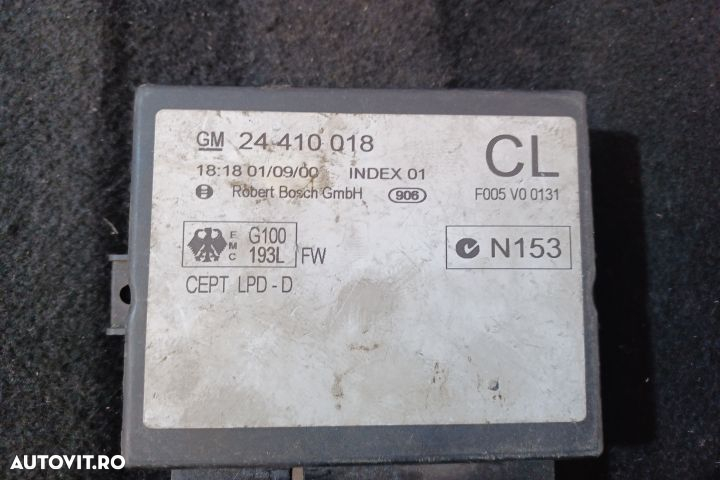 GM 24 410 018
CL
18:18 01/09/00 INDEX 01
Robert Bosch GmbH 906
F005 V0 0131
EMC G100 193L FW
N153
CEPT LPD - D
AUTOVIT.RO